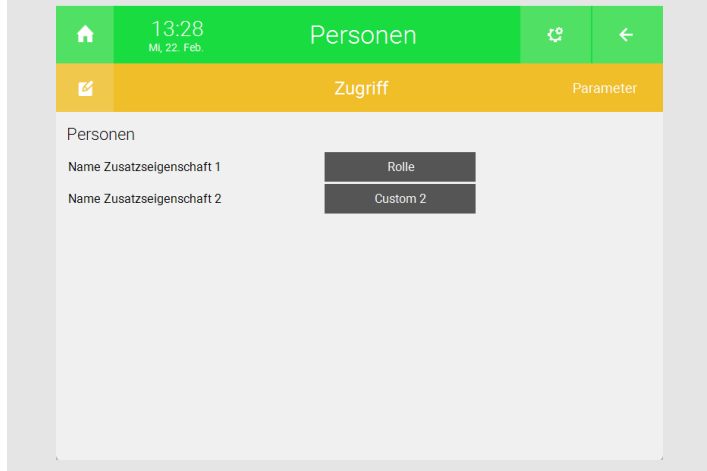 13:28
Mi, 22. Feb.
Personen
Zugriff
Parameter
Personen
Name Zusatzseigenschaft 1
Rolle
Name Zusatzseigenschaft 2
Custom 2